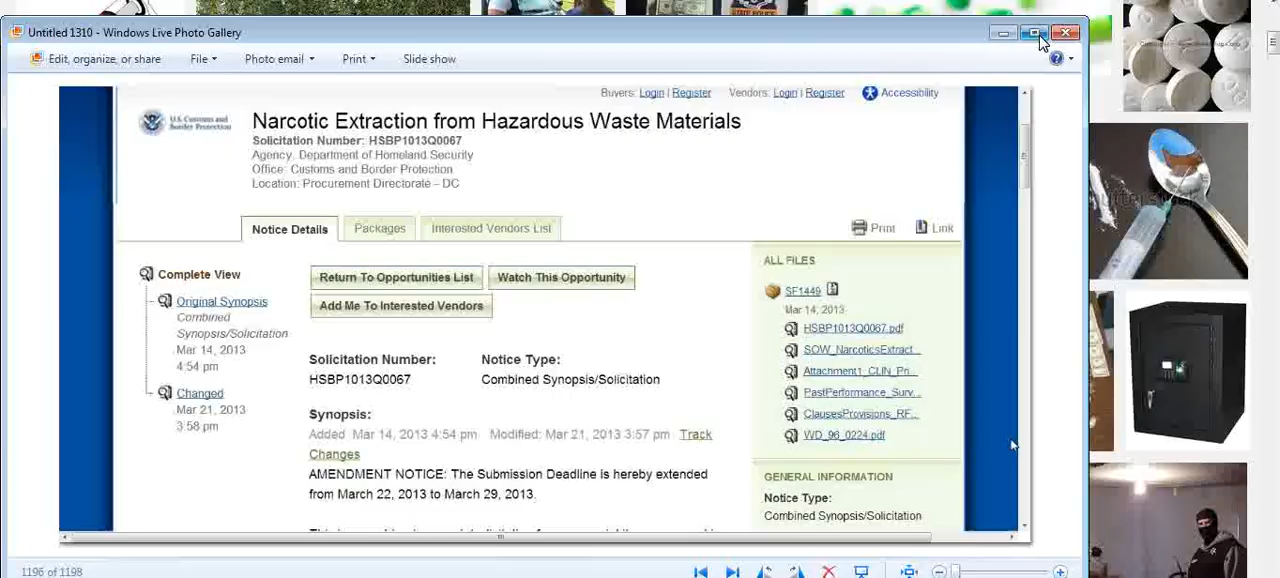 Untitled 1310 - Windows Live Photo Gallery
Edit, organize, or share File Photo email Print Slide show
Buyers: Login | Register Vendors: Login | Register Accessibility
U.S. Customs and
Border Protection
Narcotic Extraction from Hazardous Waste Materials
Solicitation Number: HSBP1013Q0067
Agency: Department of Homeland Security
Office: Customs and Border Protection
Location: Procurement Directorate - DC
Notice Details Packages Interested Vendors List Print Link
Complete View
Original Synopsis
Combined
Synopsis/Solicitation
Mar 14, 2013
4:54 pm
Changed
Mar 21, 2013
3:58 pm
Return To Opportunities List Watch This Opportunity
Add Me To Interested Vendors
Solicitation Number: Notice Type:
HSBP1013Q0067 Combined Synopsis/Solicitation
Synopsis:
Added Mar 14, 2013 4:54 pm Modified: Mar 21, 2013 3:57 pm Track
Changes
AMENDMENT NOTICE: The Submission Deadline is hereby extended
from March 22, 2013 to March 29, 2013.
ALL FILES
SF1449
Mar 14, 2013
HSBP1013Q0067.pdf
SOW_NarcoticsExtract...
Attachment1_CLIN_Pri...
PastPerformance_Surv...
ClausesProvisions_RF...
WD_96_0224.pdf
GENERAL INFORMATION
Notice Type:
Combined Synopsis/Solicitation
1196 of 1198